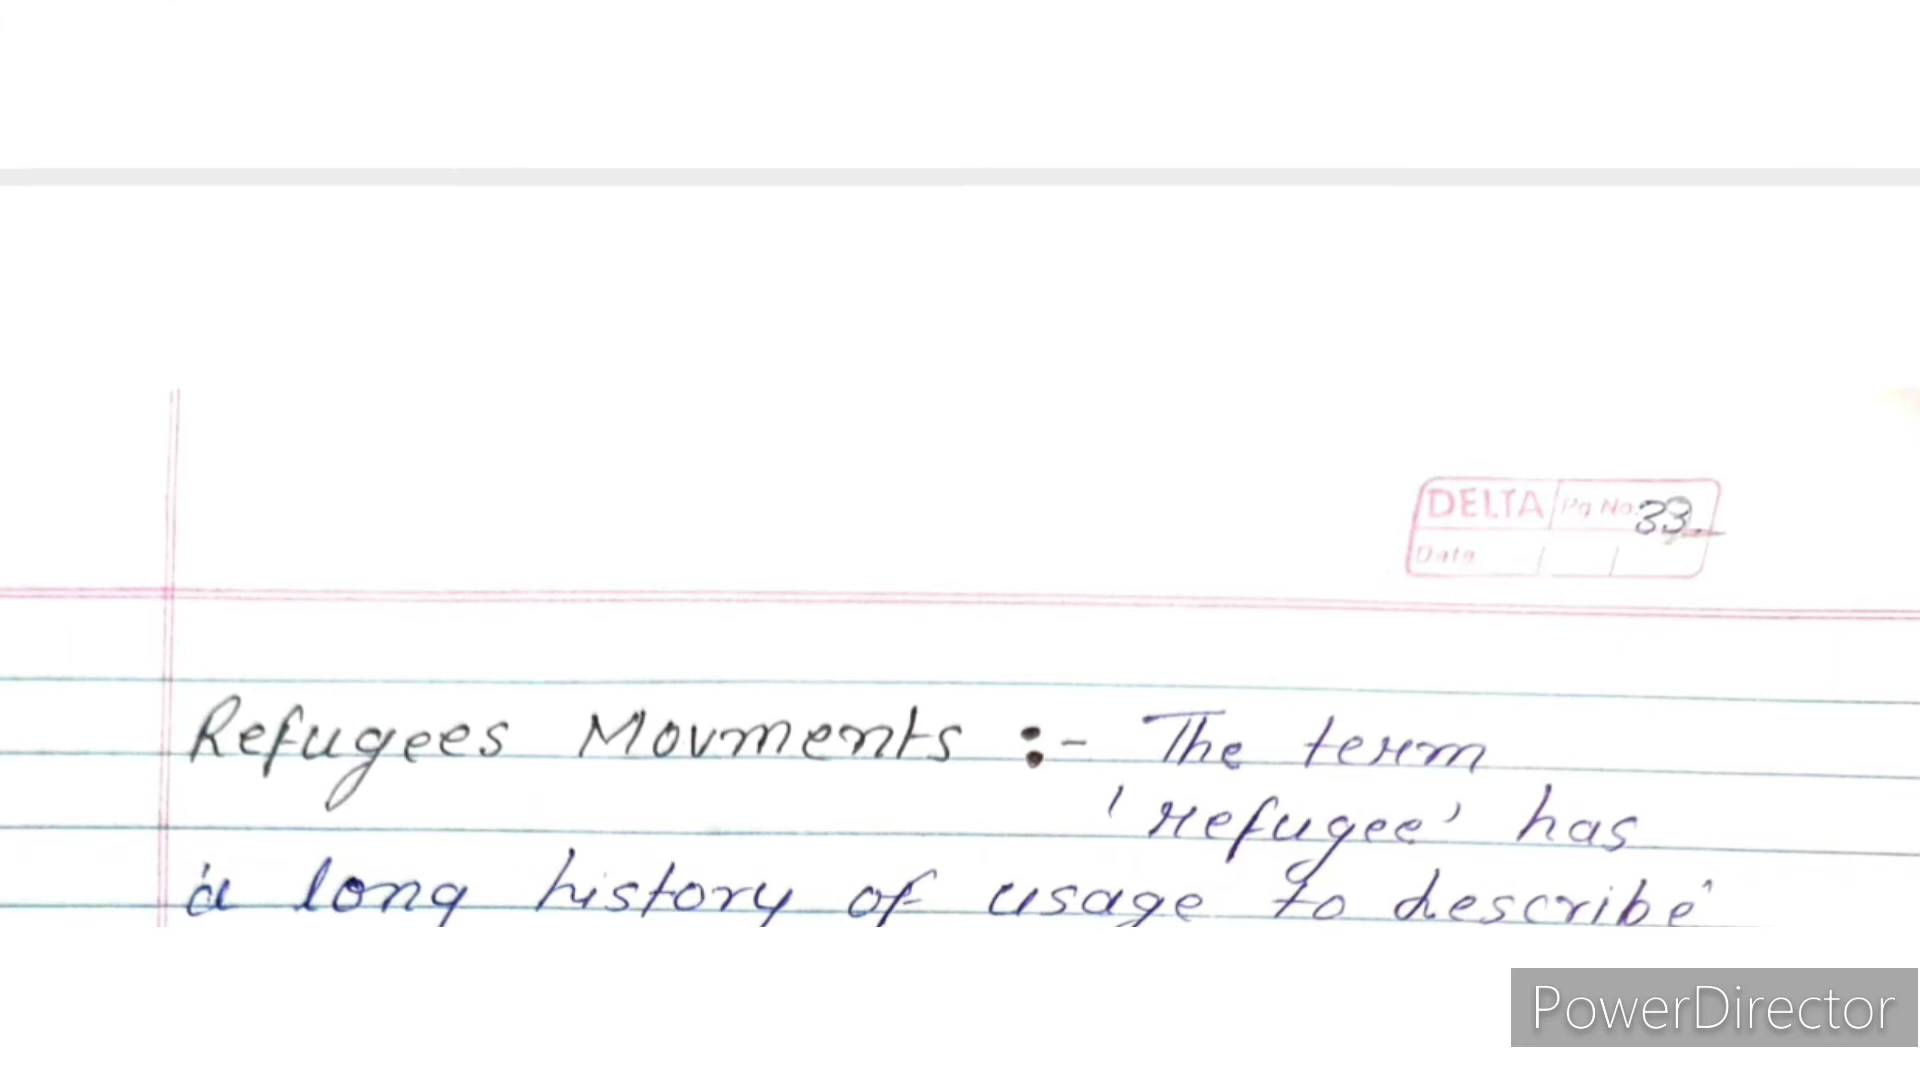 DELTA Pg No. 33
Date
Refugees Movments :- The term
'refugee' has
a long history of usage to describe
PowerDirector